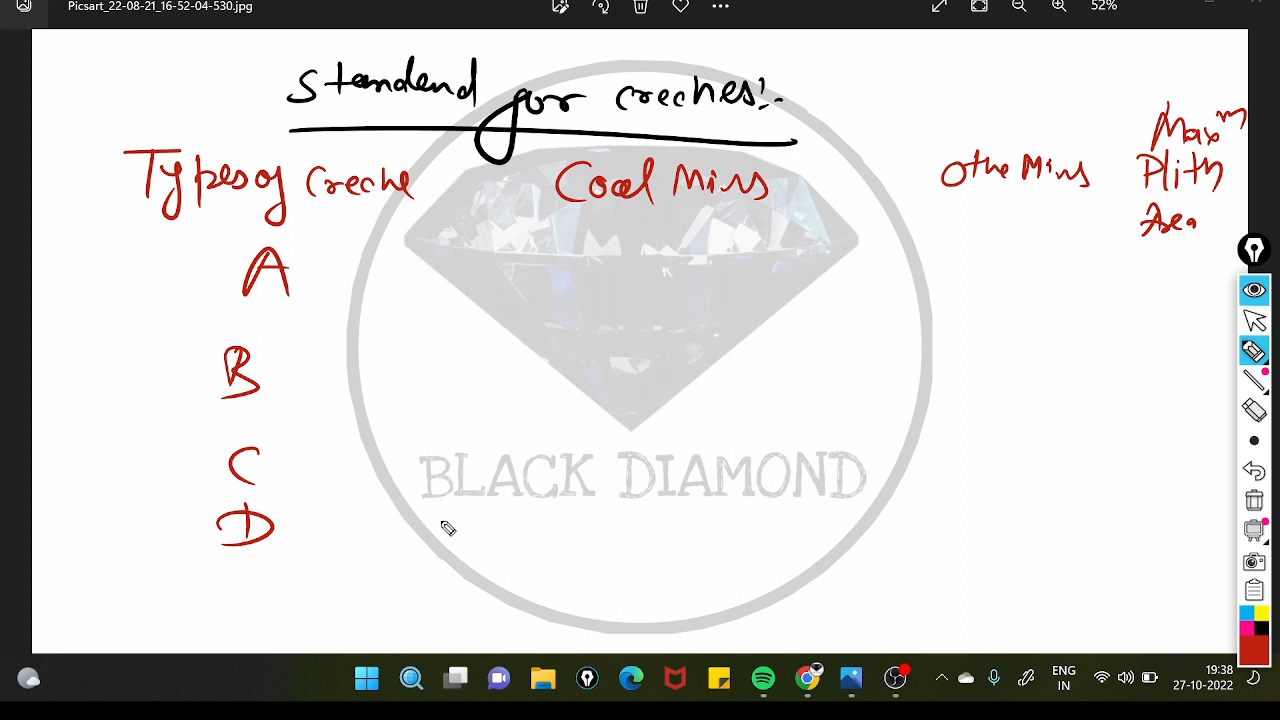 Picsart_22-08-21_16-52-04-530.jpg
52%
Standend for creches:-
Types of Creche Coal Mins Othe Mins Maxm Plith Area
A
B
C
D
BLACK DIAMOND
ENG
IN
19:38
27-10-2022